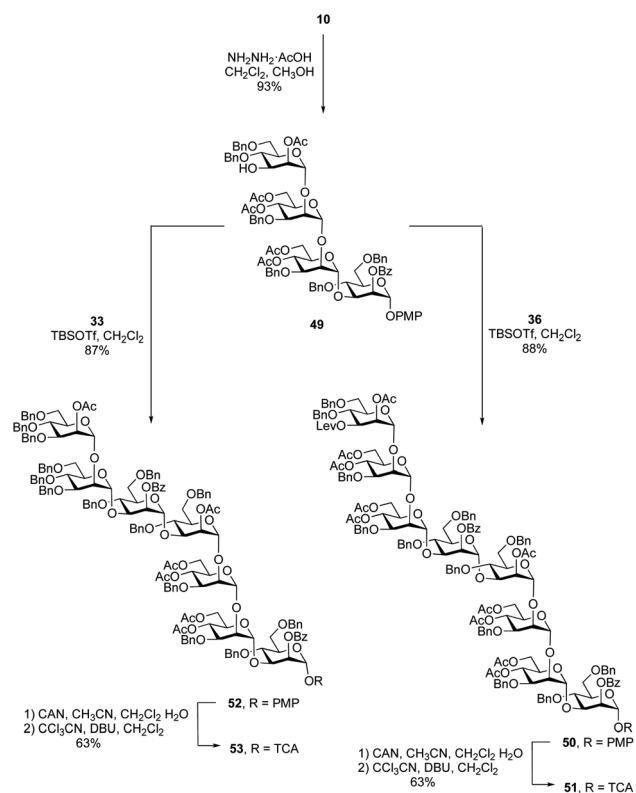 10
NH2NH2·AcOH
CH2Cl2, CH3OH
93%
BnO
OAc
BnO
HO
O
O
AcO
AcO
O
BnO
O
AcO
OBn
AcO
O
OBz
BnO
BnO
O
O
OPMP
49
33
TBSOTf, CH2Cl2
87%
36
TBSOTf, CH2Cl2
88%
BnO
OAc
BnO
O
BnO
O
BnO
OBn
BnO
O
OBz
OBn
BnO
BnO
O
OAc
O
BnO
O
O
O
AcO
AcO
O
BnO
O
AcO
OBn
AcO
O
OBz
BnO
BnO
O
O
OR
BnO
OAc
BnO
O
LevO
O
AcO
AcO
O
BnO
O
AcO
OBn
AcO
O
OBz
OBn
BnO
BnO
O
OAc
O
BnO
O
O
O
AcO
AcO
O
BnO
O
AcO
OBn
AcO
O
OBz
BnO
BnO
O
O
OR
52, R = PMP
1) CAN, CH3CN, CH2Cl2 H2O
2) CCl3CN, DBU, CH2Cl2
63%
53, R = TCA
50, R = PMP
1) CAN, CH3CN, CH2Cl2 H2O
2) CCl3CN, DBU, CH2Cl2
63%
51, R = TCA